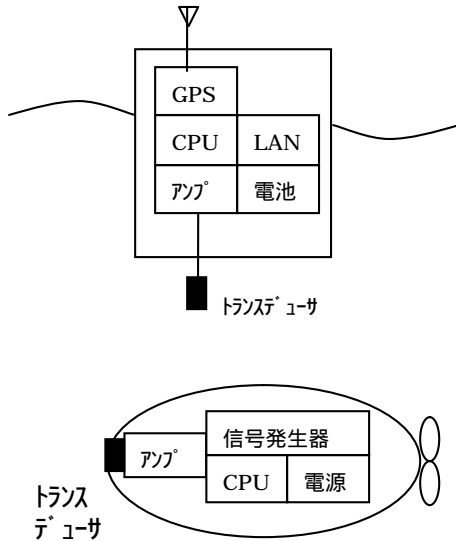 GPS
CPU LAN
ｱﾝﾌﾟ 電池
ﾄﾗﾝｽﾃﾞｭｰｻ
信号発生器
ｱﾝﾌﾟ
CPU 電源
ﾄﾗﾝｽ
ﾃﾞｭｰｻ